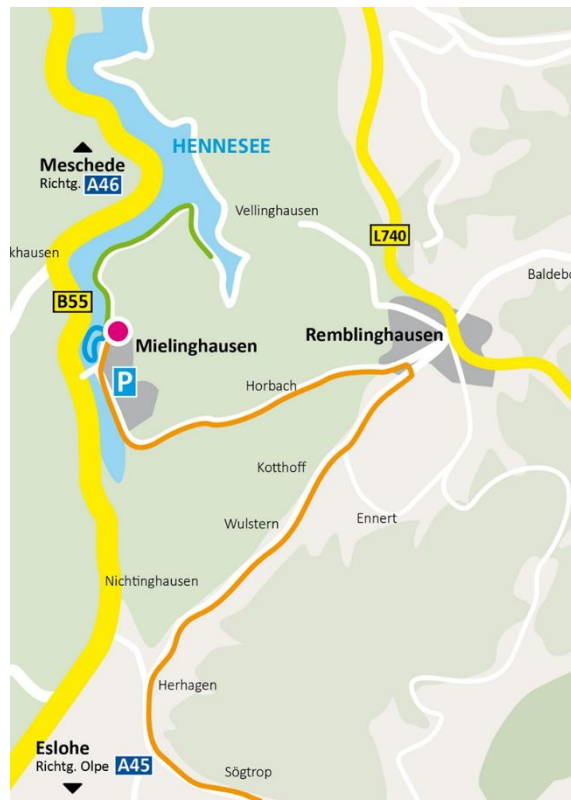 HENNESEE
Meschede
Richtg. A46
Vellinghausen
L740
khausen
Baldeb
B55
Mielinghausen
Remblinghausen
P
Horbach
Kotthoff
Ennert
Wulstern
Nichtinghausen
Herhagen
Eslohe
Richtg. Olpe A45
Sögtrop